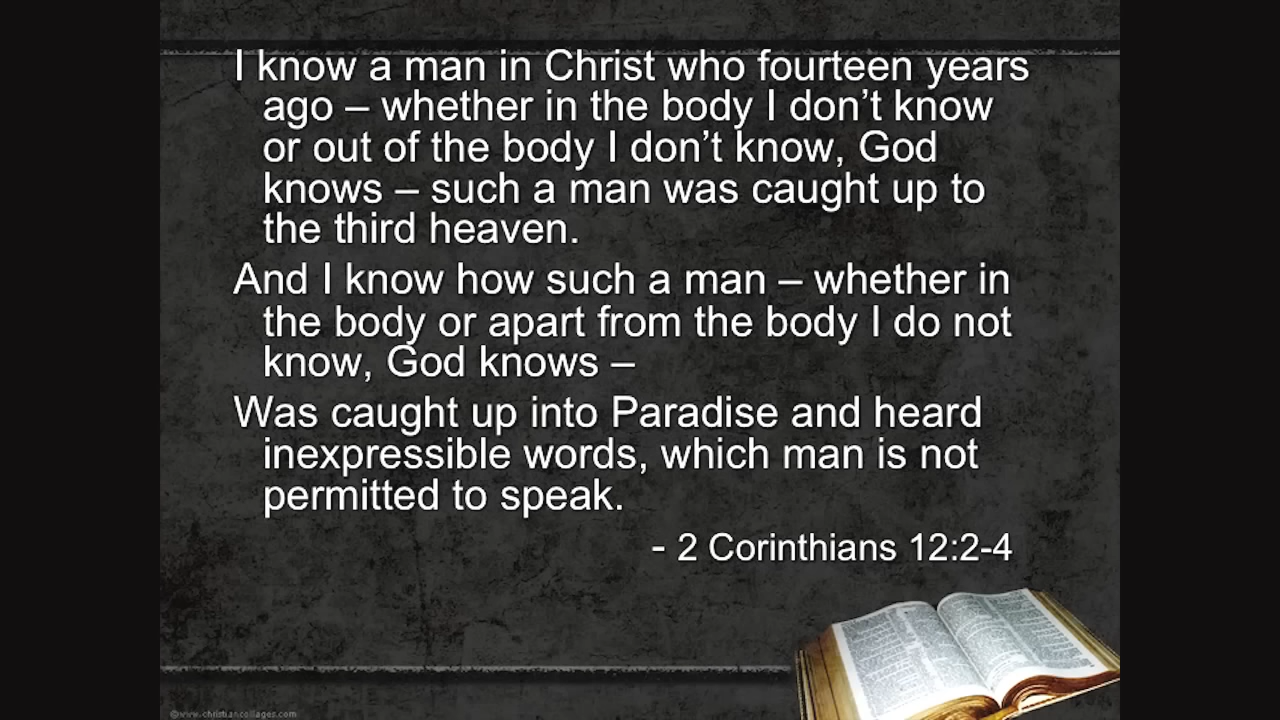 I know a man in Christ who fourteen years
ago – whether in the body I don’t know
or out of the body I don’t know, God
knows – such a man was caught up to
the third heaven.
And I know how such a man – whether in
the body or apart from the body I do not
know, God knows –
Was caught up into Paradise and heard
inexpressible words, which man is not
permitted to speak.
- 2 Corinthians 12:2-4
©www.christiancollages.com